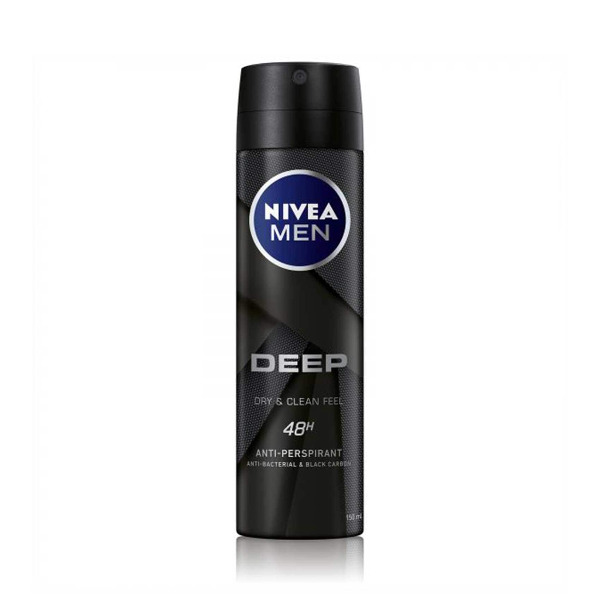 NIVEA
MEN
DEEP
DRY & CLEAN FEEL
48H
ANTI-PERSPIRANT
ANTI-BACTERIAL & BLACK CARBON
150 mL